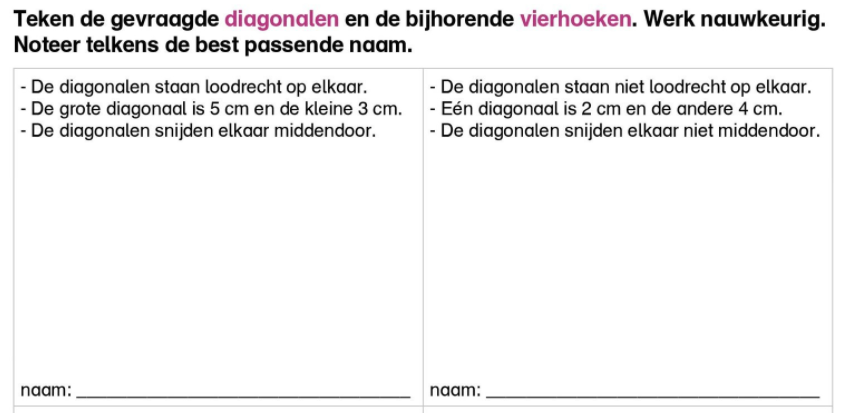 Teken de gevraagde diagonalen en de bijhorende vierhoeken. Werk nauwkeurig.
Noteer telkens de best passende naam.
- De diagonalen staan loodrecht op elkaar.
- De grote diagonaal is 5 cm en de kleine 3 cm.
- De diagonalen snijden elkaar middendoor.
naam:
- De diagonalen staan niet loodrecht op elkaar.
- Eén diagonaal is 2 cm en de andere 4 cm.
- De diagonalen snijden elkaar niet middendoor.
naam: